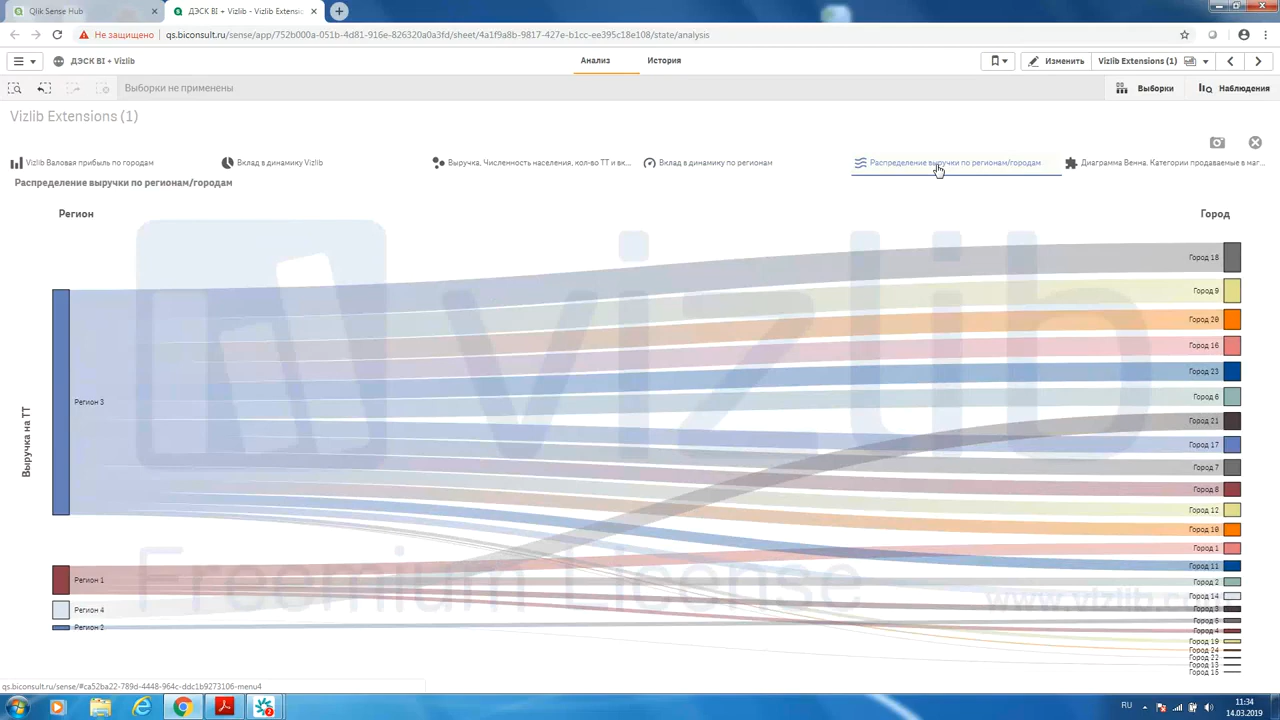 Qlik Sense Hub
ДЭСК BI + Vizlib - Vizlib Extensi
Не защищено
qs.biconsult.ru/sense/app/752b000a-051b-4d81-916e-826320a0a3fd/sheet/4a1f9a8b-9817-427e-b1cc-ee395c18e108/state/analysis
ДЭСК BI + Vizlib
Анализ
История
Изменить
Vizlib Extensions (1)
Выборки не применены
Выборки
Наблюдения
Vizlib Extensions (1)
Vizlib Валовая прибыль по городам
Вклад в динамику Vizlib
Выручка, Численность населения, кол-во ТТ и вк...
Вклад в динамику по регионам
Распределение выручки по регионам/городам
Диаграмма Венна. Категории продаваемые в маг...
Распределение выручки по регионам/городам
Регион
Город
Выручка на ТТ
Регион 3
Регион 1
Регион 4
Регион 2
Город 18
Город 9
Город 20
Город 16
Город 23
Город 6
Город 21
Город 17
Город 7
Город 8
Город 12
Город 10
Город 1
Город 11
Город 2
Город 14
Город 3
Город 5
Город 4
Город 19
Город 24
Город 22
Город 13
Город 15
vizlib
Freemium License
www.vizlib.com
qs.biconsult.ru/sense/#ca52ba22-789d-4448-964c-ddc1b9273106-menu4
RU
11:34
14.03.2019